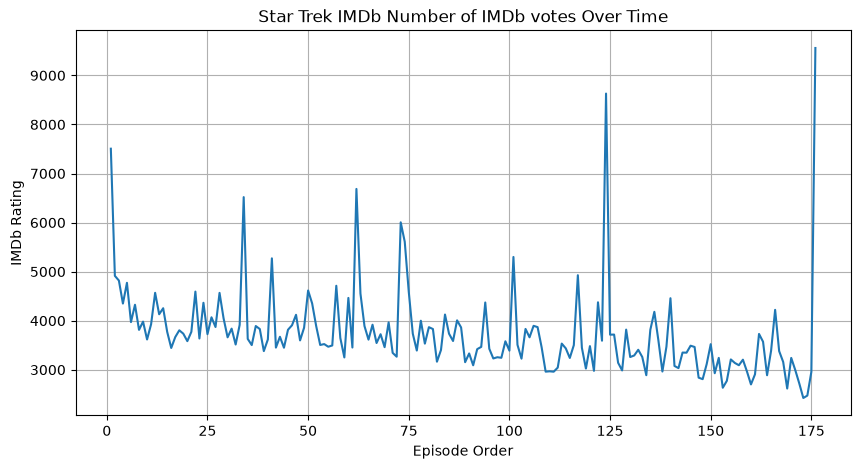 Star Trek IMDb Number of IMDb votes Over Time
IMDb Rating
9000
8000
7000
6000
5000
4000
3000
0 25 50 75 100 125 150 175
Episode Order